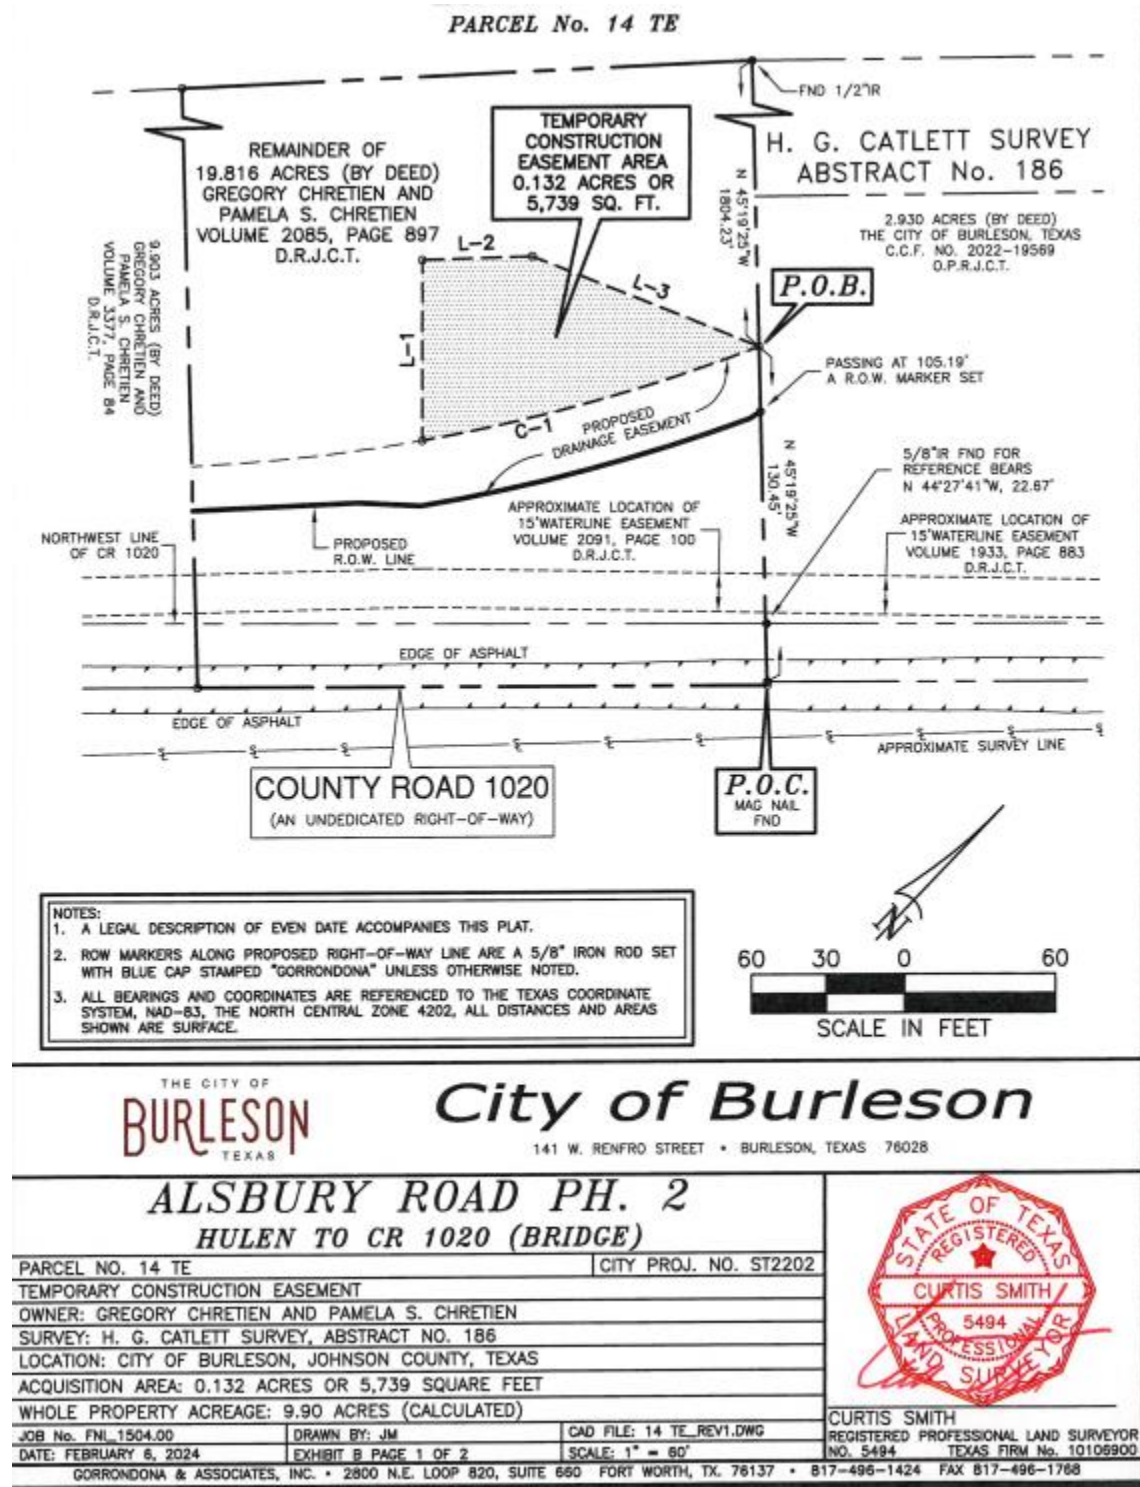 PARCEL No. 14 TE
FND 1/2"IR
TEMPORARY
CONSTRUCTION
EASEMENT AREA
0.132 ACRES OR
5,739 SQ. FT.
H. G. CATLETT SURVEY
ABSTRACT No. 186
REMAINDER OF
19.816 ACRES (BY DEED)
GREGORY CHRETIEN AND
PAMELA S. CHRETIEN
VOLUME 2085, PAGE 897
D.R.J.C.T.
N 45°19'25"W
1804.23'
2.930 ACRES (BY DEED)
THE CITY OF BURLESON, TEXAS
C.C.F. NO. 2022-19569
O.P.R.J.C.T.
9.903 ACRES (BY DEED)
GREGORY CHRETIEN AND
PAMELA S. CHRETIEN
VOLUME 3377, PAGE 84
D.R.J.C.T.
L-2
L-3
P.O.B.
L-1
PASSING AT 105.19'
A R.O.W. MARKER SET
C-1
PROPOSED
DRAINAGE EASEMENT
N 45°19'25"W
130.45'
5/8"IR FND FOR
REFERENCE BEARS
N 44°27'41"W, 22.67'
APPROXIMATE LOCATION OF
15'WATERLINE EASEMENT
VOLUME 2091, PAGE 100
D.R.J.C.T.
APPROXIMATE LOCATION OF
15'WATERLINE EASEMENT
VOLUME 1933, PAGE 883
D.R.J.C.T.
NORTHWEST LINE
OF CR 1020
PROPOSED
R.O.W. LINE
EDGE OF ASPHALT
EDGE OF ASPHALT
APPROXIMATE SURVEY LINE
COUNTY ROAD 1020
(AN UNDEDICATED RIGHT-OF-WAY)
P.O.C.
MAG NAIL
FND
N
NOTES:
1. A LEGAL DESCRIPTION OF EVEN DATE ACCOMPANIES THIS PLAT.
2. ROW MARKERS ALONG PROPOSED RIGHT-OF-WAY LINE ARE A 5/8" IRON ROD SET
WITH BLUE CAP STAMPED "GORRONDONA" UNLESS OTHERWISE NOTED.
3. ALL BEARINGS AND COORDINATES ARE REFERENCED TO THE TEXAS COORDINATE
SYSTEM, NAD-83, THE NORTH CENTRAL ZONE 4202, ALL DISTANCES AND AREAS
SHOWN ARE SURFACE.
60 30 0 60
SCALE IN FEET
THE CITY OF
BURLESON
TEXAS
City of Burleson
141 W. RENFRO STREET • BURLESON, TEXAS 76028
ALSBURY ROAD PH. 2
HULEN TO CR 1020 (BRIDGE)
PARCEL NO. 14 TE
CITY PROJ. NO. ST2202
TEMPORARY CONSTRUCTION EASEMENT
OWNER: GREGORY CHRETIEN AND PAMELA S. CHRETIEN
SURVEY: H. G. CATLETT SURVEY, ABSTRACT NO. 186
LOCATION: CITY OF BURLESON, JOHNSON COUNTY, TEXAS
ACQUISITION AREA: 0.132 ACRES OR 5,739 SQUARE FEET
WHOLE PROPERTY ACREAGE: 9.90 ACRES (CALCULATED)
JOB No. FNI_1504.00
DRAWN BY: JM
CAD FILE: 14 TE_REV1.DWG
DATE: FEBRUARY 6, 2024
EXHIBIT B PAGE 1 OF 2
SCALE: 1" = 60'
STATE OF TEXAS
REGISTERED
CURTIS SMITH
5494
PROFESSIONAL
LAND SURVEYOR
CURTIS SMITH
REGISTERED PROFESSIONAL LAND SURVEYOR
NO. 5494 TEXAS FIRM No. 10106900
GORRONDONA & ASSOCIATES, INC. • 2800 N.E. LOOP 820, SUITE 660 FORT WORTH, TX. 76137 • 817-496-1424 FAX 817-496-1768